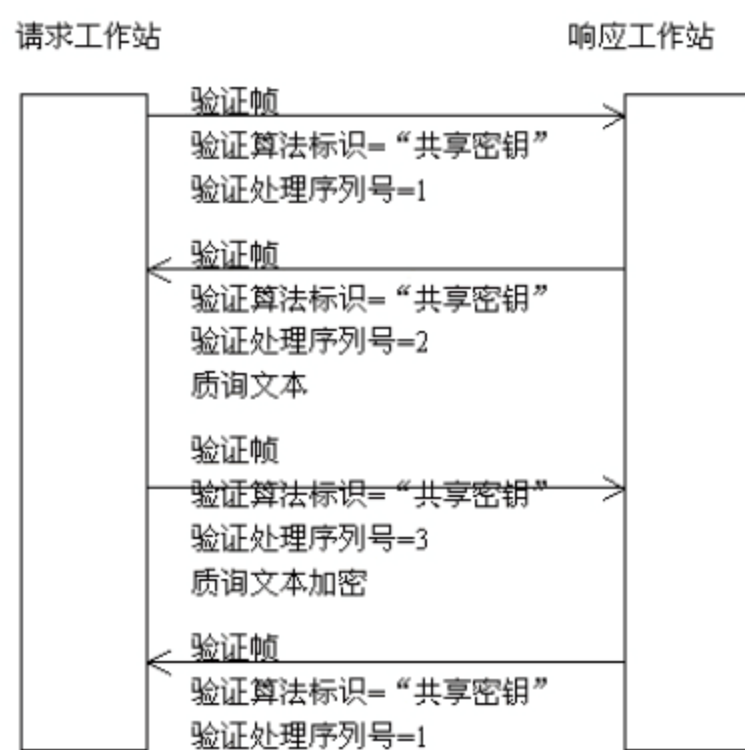 请求工作站
响应工作站
验证帧
验证算法标识=“共享密钥”
验证处理序列号=1
验证帧
验证算法标识=“共享密钥”
验证处理序列号=2
质询文本
验证帧
验证算法标识=“共享密钥”
验证处理序列号=3
质询文本加密
验证帧
验证算法标识=“共享密钥”
验证处理序列号=1